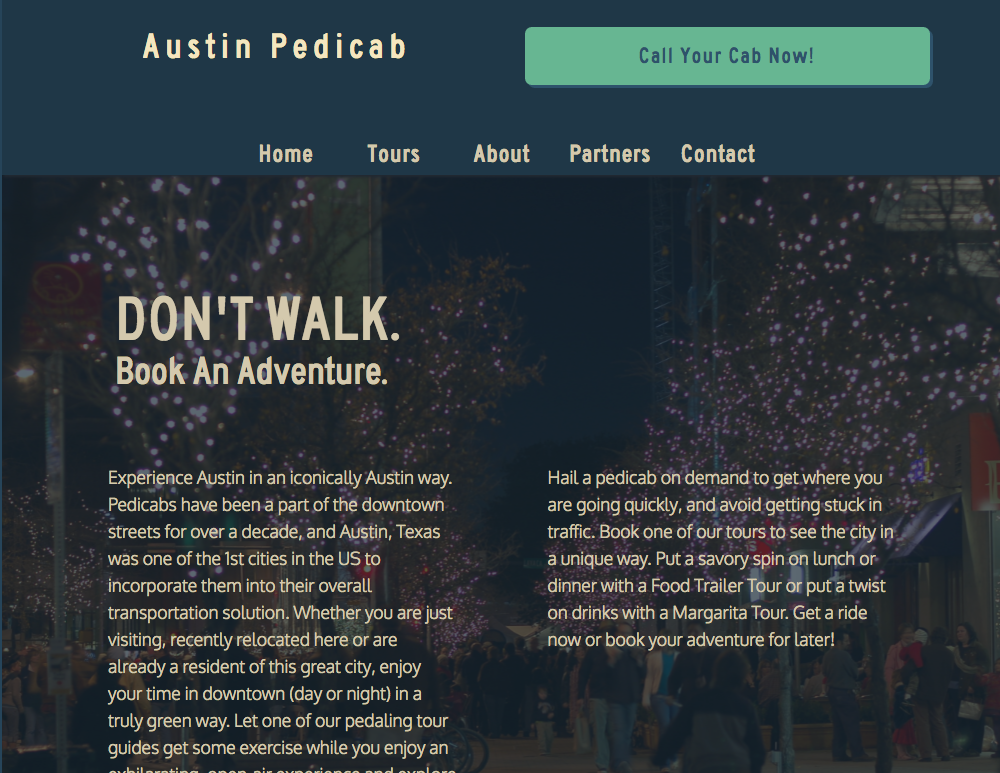 Austin Pedicab
Call Your Cab Now!
Home Tours About Partners Contact
DON'T WALK.
Book An Adventure.
Experience Austin in an iconically Austin way.
Pedicabs have been a part of the downtown
streets for over a decade, and Austin, Texas
was one of the 1st cities in the US to
incorporate them into their overall
transportation solution. Whether you are just
visiting, recently relocated here or are
already a resident of this great city, enjoy
your time in downtown (day or night) in a
truly green way. Let one of our pedaling tour
guides get some exercise while you enjoy an
exhilarating, open-air experience and explore
Hail a pedicab on demand to get where you
are going quickly, and avoid getting stuck in
traffic. Book one of our tours to see the city in
a unique way. Put a savory spin on lunch or
dinner with a Food Trailer Tour or put a twist
on drinks with a Margarita Tour. Get a ride
now or book your adventure for later!